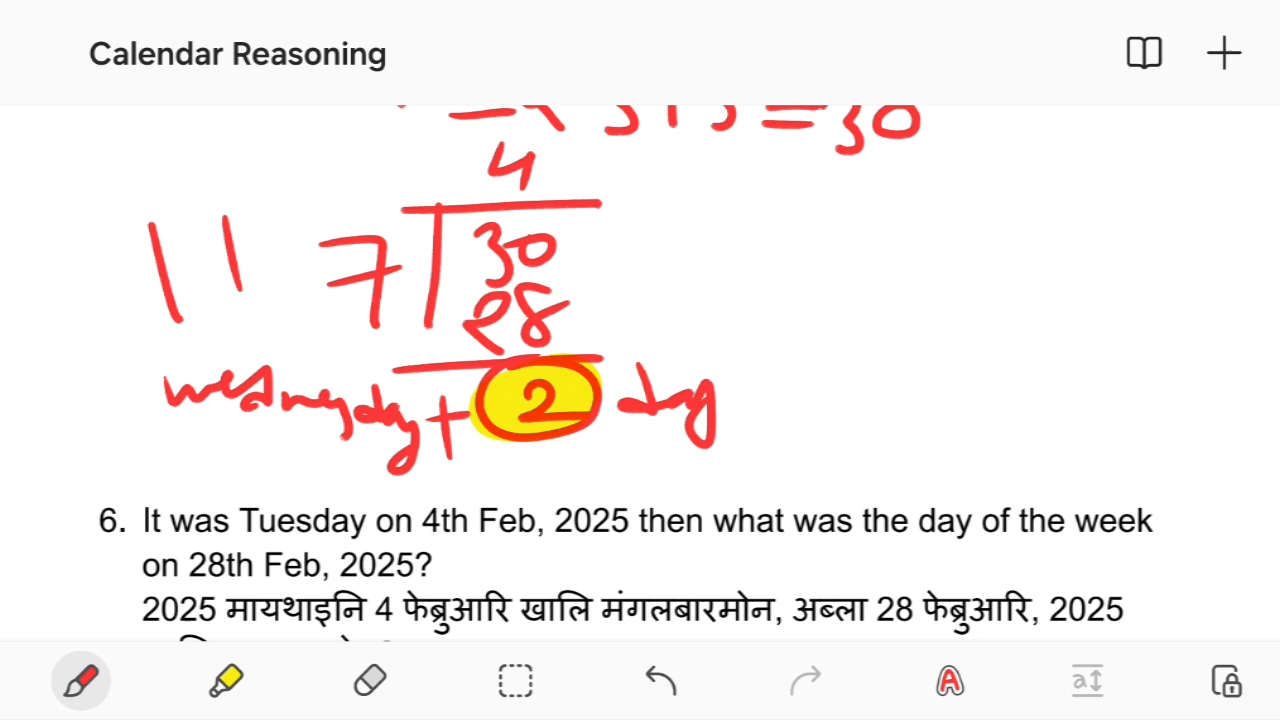 Calendar Reasoning
= 30
4
11 7 30
28
wednesday + 2 day
6. It was Tuesday on 4th Feb, 2025 then what was the day of the week
on 28th Feb, 2025?
2025 मायथाइनि 4 फेब्रुआरि खालि मंगलबारमोन, अब्ला 28 फेब्रुआरि, 2025